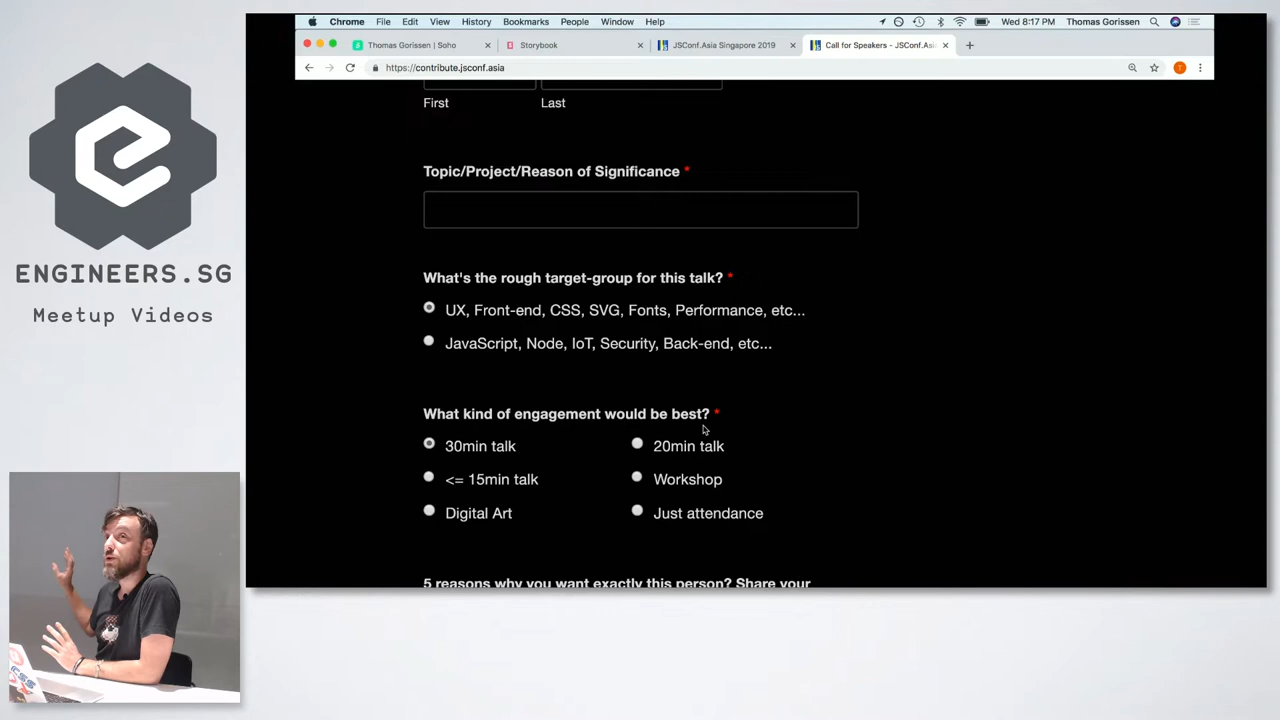 Chrome File Edit View History Bookmarks People Window Help Wed 8:17 PM Thomas Gorissen
Thomas Gorissen | Soho
Storybook
JSConf.Asia Singapore 2019
Call for Speakers - JSConf.Asi
https://contribute.jsconf.asia
T
First
Last
Topic/Project/Reason of Significance *
What's the rough target-group for this talk? *
UX, Front-end, CSS, SVG, Fonts, Performance, etc...
JavaScript, Node, IoT, Security, Back-end, etc...
What kind of engagement would be best? *
30min talk
20min talk
<= 15min talk
Workshop
Digital Art
Just attendance
5 reasons why you want exactly this person? Share your
ENGINEERS.SG
Meetup Videos
CSS